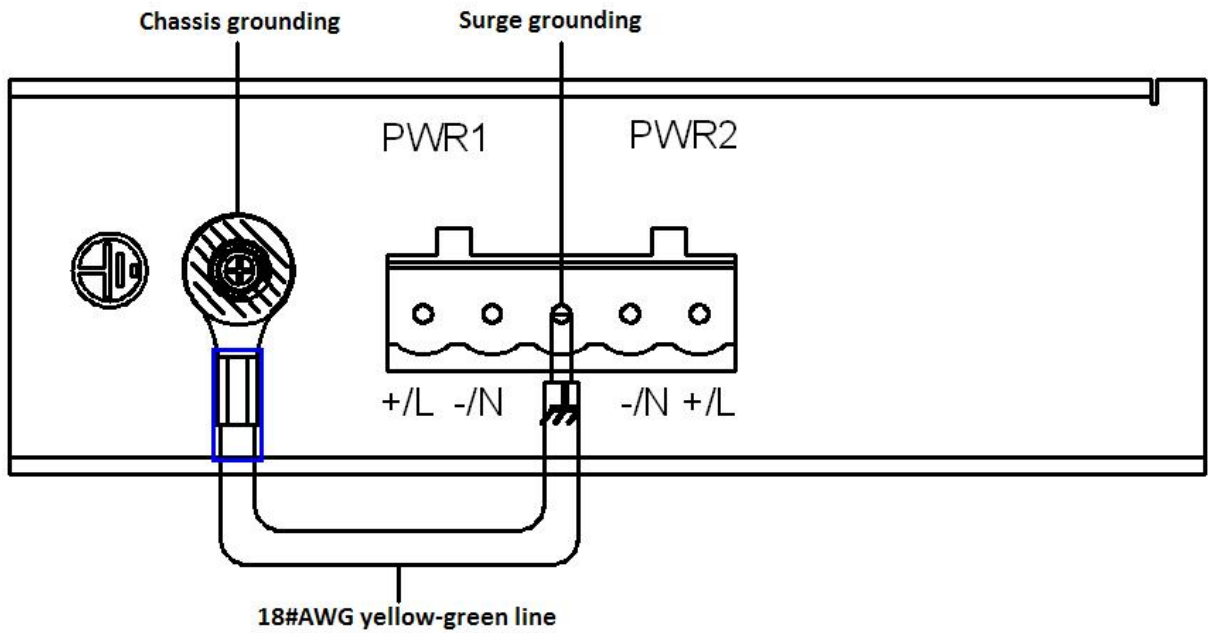 Chassis grounding
Surge grounding
PWR1
PWR2
+/L -/N
-/N +/L
18#AWG yellow-green line